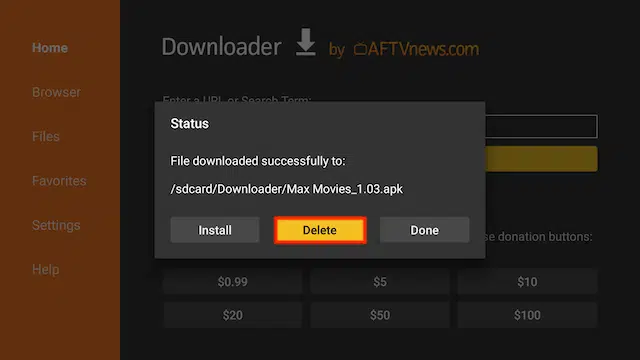 Home
Browser
Files
Favorites
Settings
Help
Downloader by AFTVnews.com
Enter a URL or Search Term:
Status
File downloaded successfully to:
/sdcard/Downloader/Max Movies_1.03.apk
Install Delete Done
se donation buttons:
$0.99 $5 $10
$20 $50 $100